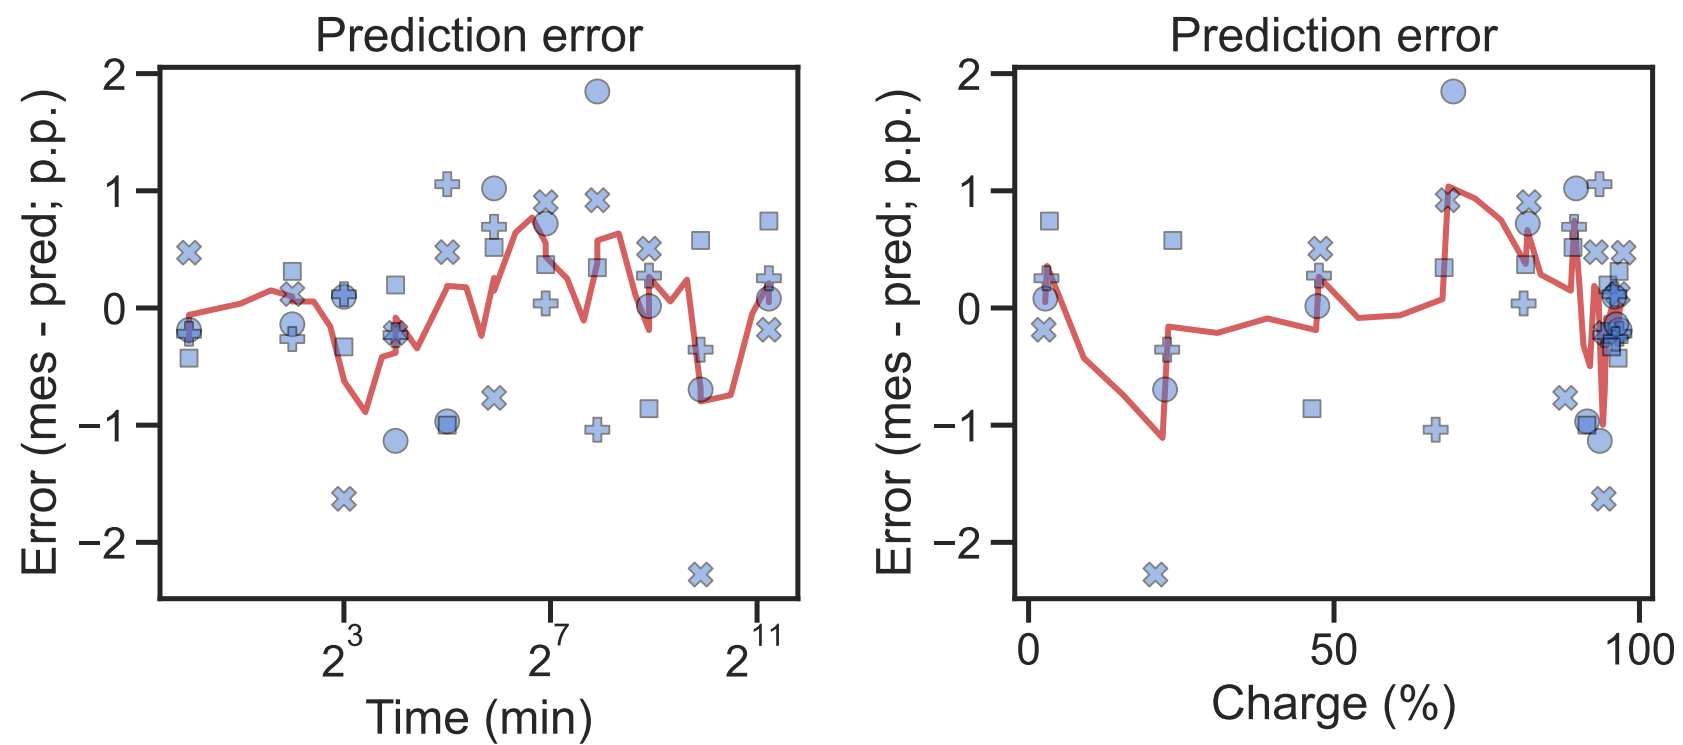 Prediction error
2
1
0
−1
−2
Error (mes - pred; p.p.)
2^3
2^7
2^11
Time (min)
Prediction error
2
1
0
−1
−2
Error (mes - pred; p.p.)
0
50
100
Charge (%)